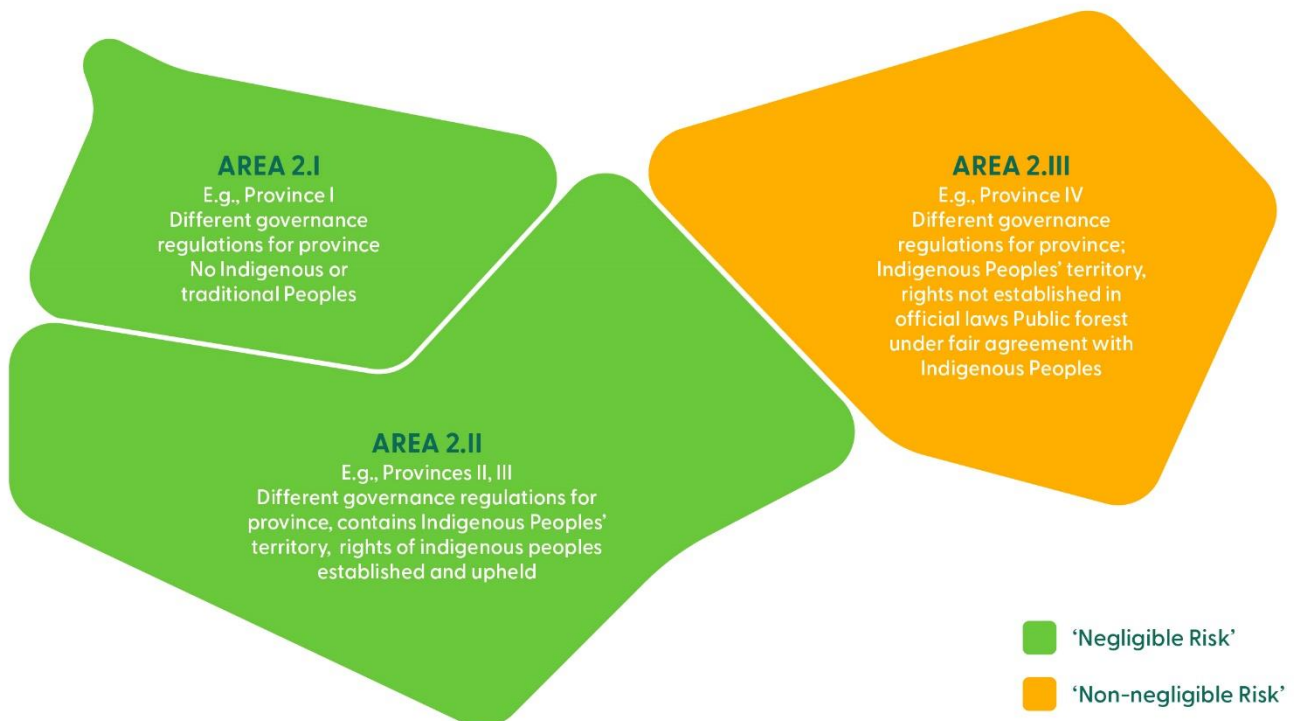 AREA 2.I
E.g., Province I
Different governance
regulations for province
No Indigenous or
traditional Peoples
AREA 2.II
E.g., Provinces II, III
Different governance regulations for
province, contains Indigenous Peoples’
territory, rights of indigenous peoples
established and upheld
AREA 2.III
E.g., Province IV
Different governance
regulations for province;
Indigenous Peoples’ territory,
rights not established in
official laws Public forest
under fair agreement with
Indigenous Peoples
‘Negligible Risk’
‘Non-negligible Risk’